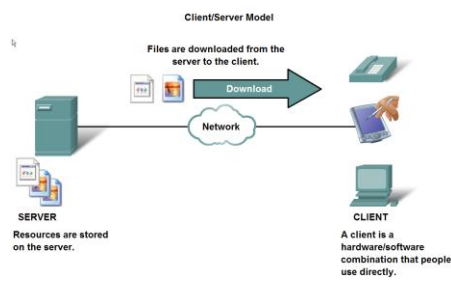 Client/Server Model
Files are downloaded from the
server to the client.
Download
Network
SERVER
Resources are stored
on the server.
CLIENT
A client is a
hardware/software
combination that people
use directly.